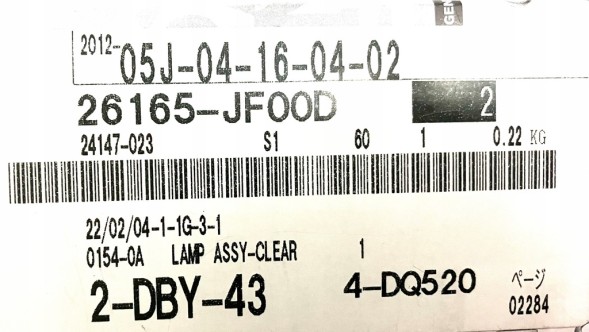 GEN
2012-05J-04-16-04-02
26165-JF00D 2
24147-023 S1 60 1 0.22 KG
22/02/04-1-1G-3-1
0154-0A LAMP ASSY-CLEAR 1
2-DBY-43 4-DQ520 ページ
02284